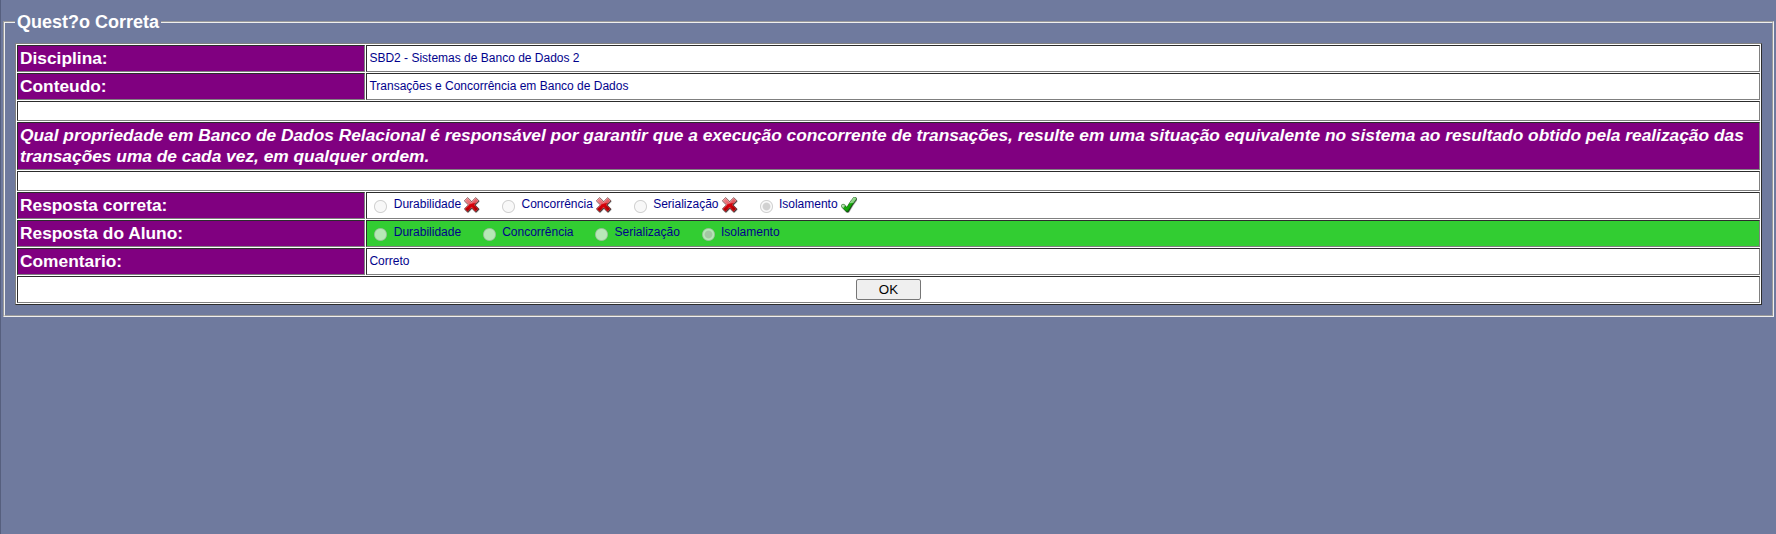 Quest?o Correta
Disciplina: SBD2 - Sistemas de Banco de Dados 2
Conteudo: Transações e Concorrência em Banco de Dados
Qual propriedade em Banco de Dados Relacional é responsável por garantir que a execução concorrente de transações, resulte em uma situação equivalente no sistema ao resultado obtido pela realização das
transações uma de cada vez, em qualquer ordem.
Resposta correta: Durabilidade Concorrência Serialização Isolamento
Resposta do Aluno: Durabilidade Concorrência Serialização Isolamento
Comentario: Correto
OK